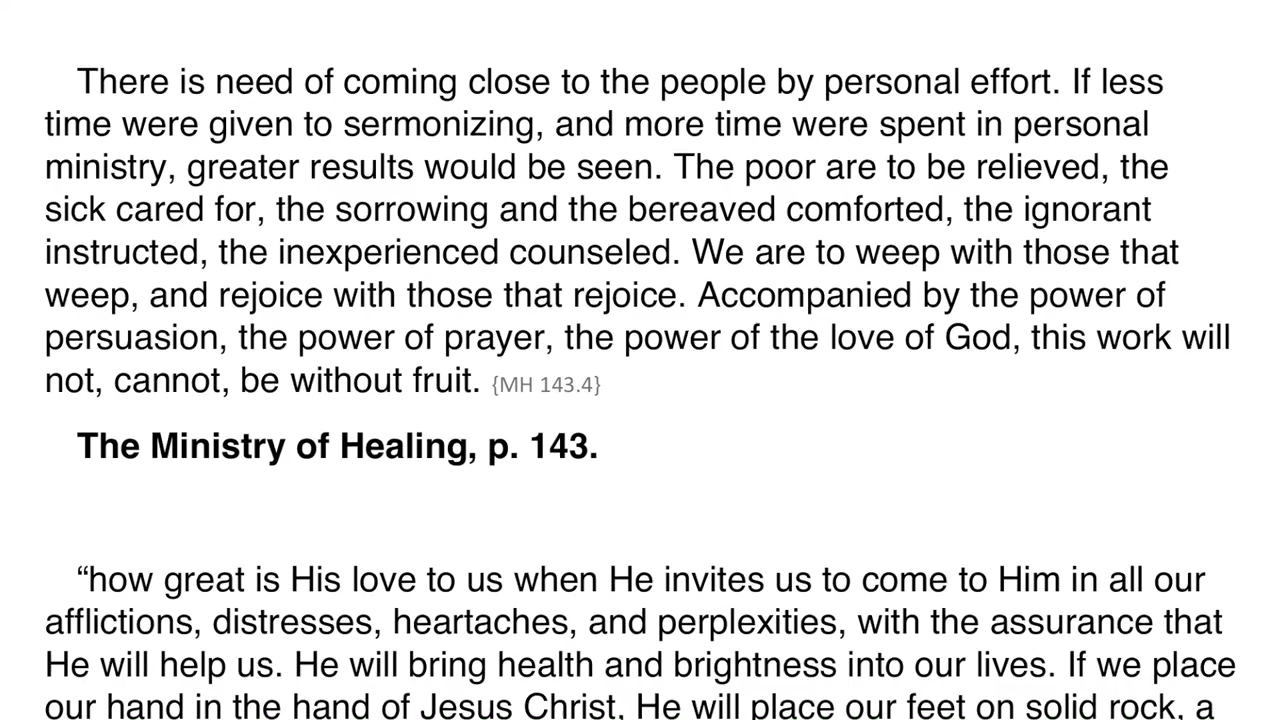 There is need of coming close to the people by personal effort. If less
time were given to sermonizing, and more time were spent in personal
ministry, greater results would be seen. The poor are to be relieved, the
sick cared for, the sorrowing and the bereaved comforted, the ignorant
instructed, the inexperienced counseled. We are to weep with those that
weep, and rejoice with those that rejoice. Accompanied by the power of
persuasion, the power of prayer, the power of the love of God, this work will
not, cannot, be without fruit. {MH 143.4}
The Ministry of Healing, p. 143.
“how great is His love to us when He invites us to come to Him in all our
afflictions, distresses, heartaches, and perplexities, with the assurance that
He will help us. He will bring health and brightness into our lives. If we place
our hand in the hand of Jesus Christ, He will place our feet on solid rock, a